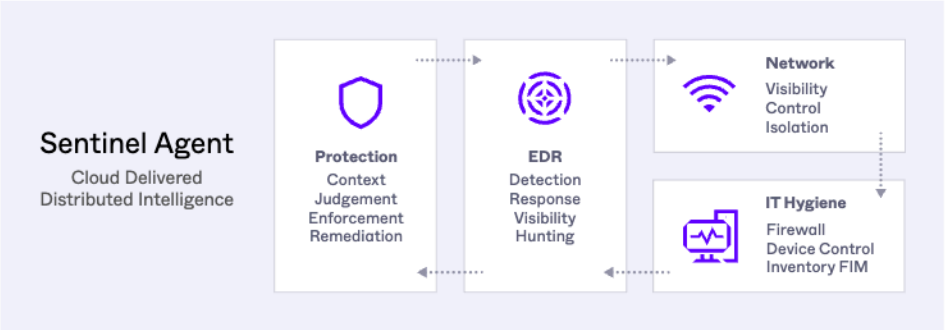 Sentinel Agent
Cloud Delivered
Distributed Intelligence
Protection
Context
Judgement
Enforcement
Remediation
EDR
Detection
Response
Visibility
Hunting
Network
Visibility
Control
Isolation
IT Hygiene
Firewall
Device Control
Inventory FIM